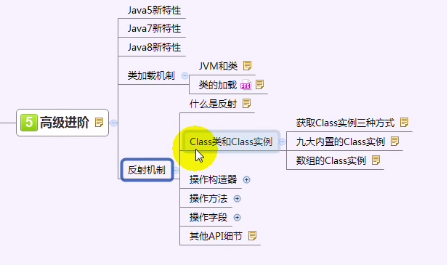 Java5新特性
Java7新特性
Java8新特性
类加载机制
JVM和类
类的加载
5 高级进阶
什么是反射
Class类和Class实例
获取Class实例三种方式
九大内置的Class实例
数组的Class实例
反射机制
操作构造器
操作方法
操作字段
其他API细节